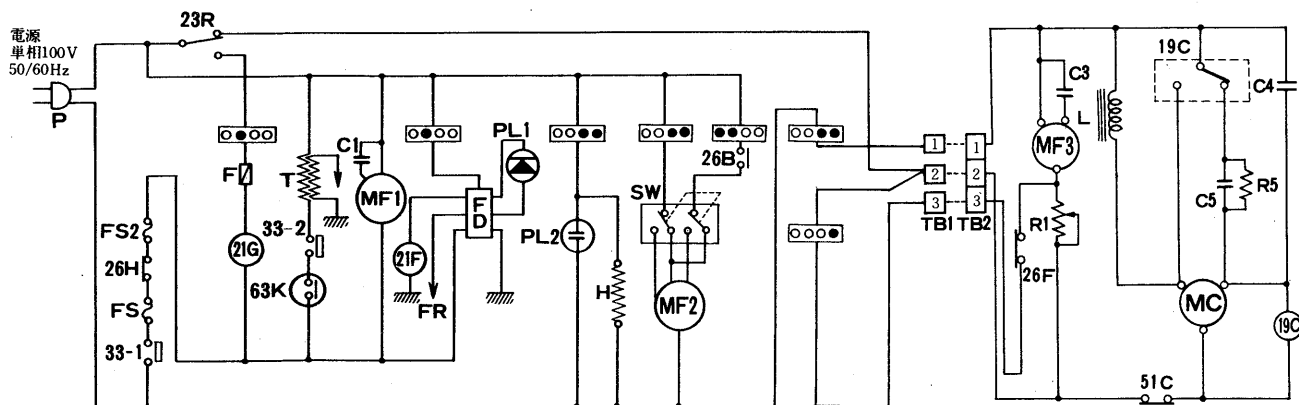 電源
単相100V
50/60Hz
P
23R
F
21G
T
33-2
63K
C1
MF1
PL1
FD
21F
FR
PL2
H
SW
26B
MF2
FS2
26H
FS
33-1
1
2
3
TB1
1
2
3
TB2
C3
MF3
R1
26F
L
19C
C4
C5
R5
MC
19C
51C